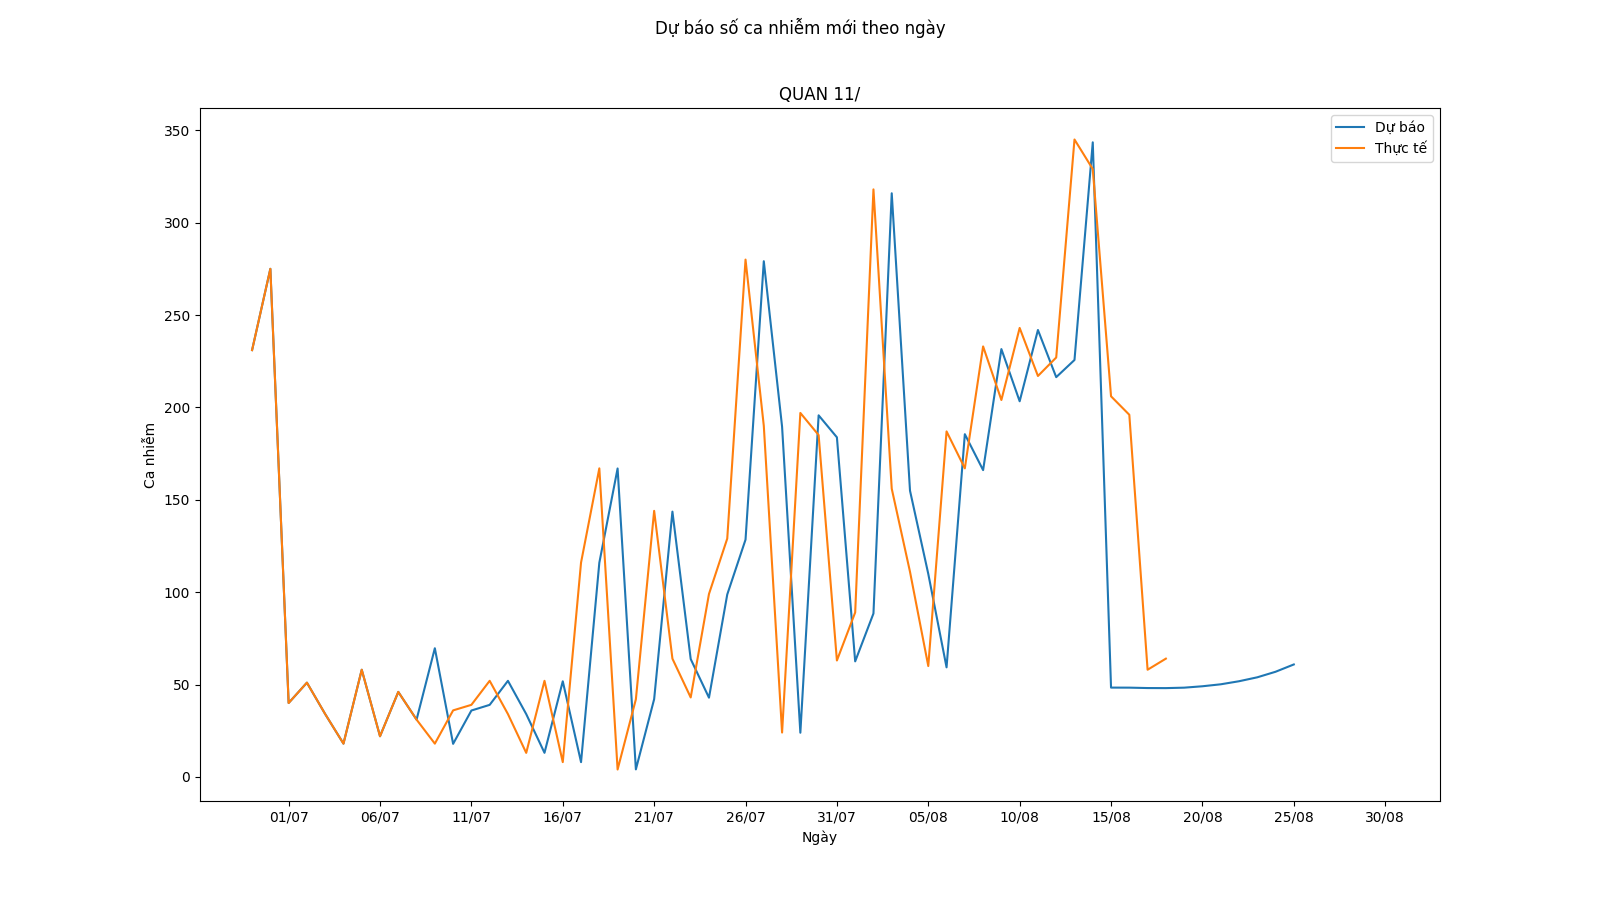 Dự báo số ca nhiễm mới theo ngày
QUAN 11/
Dự báo
Thực tế
350
300
250
200
150
100
50
0
Ca nhiễm
01/07 06/07 11/07 16/07 21/07 26/07 31/07 05/08 10/08 15/08 20/08 25/08 30/08
Ngày